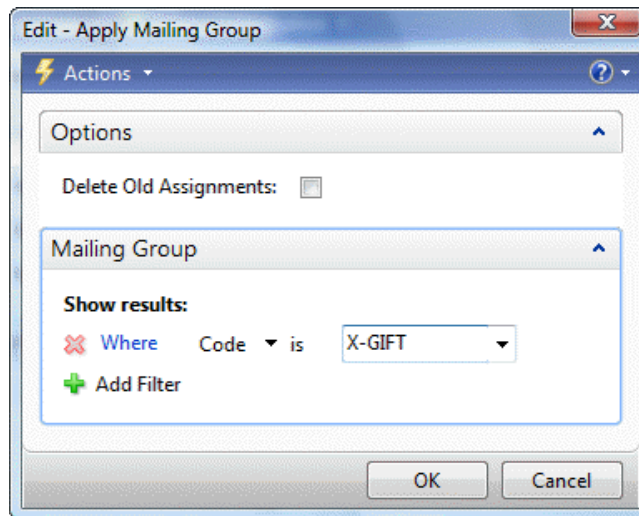 Edit - Apply Mailing Group
Actions
Options
Delete Old Assignments:
Mailing Group
Show results:
Where Code is X-GIFT
Add Filter
OK Cancel